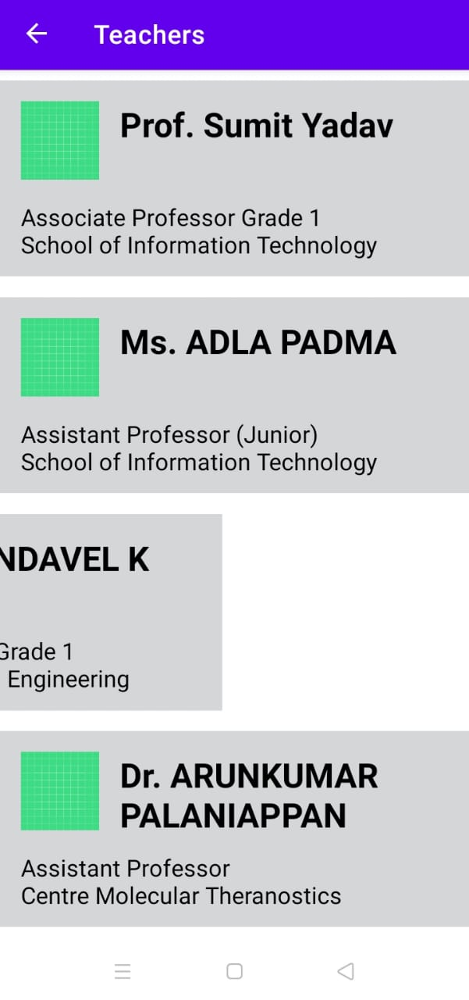 Teachers
Prof. Sumit Yadav
Associate Professor Grade 1
School of Information Technology
Ms. ADLA PADMA
Assistant Professor (Junior)
School of Information Technology
NDAVEL K
Grade 1
Engineering
Dr. ARUNKUMAR
PALANIAPPAN
Assistant Professor
Centre Molecular Theranostics